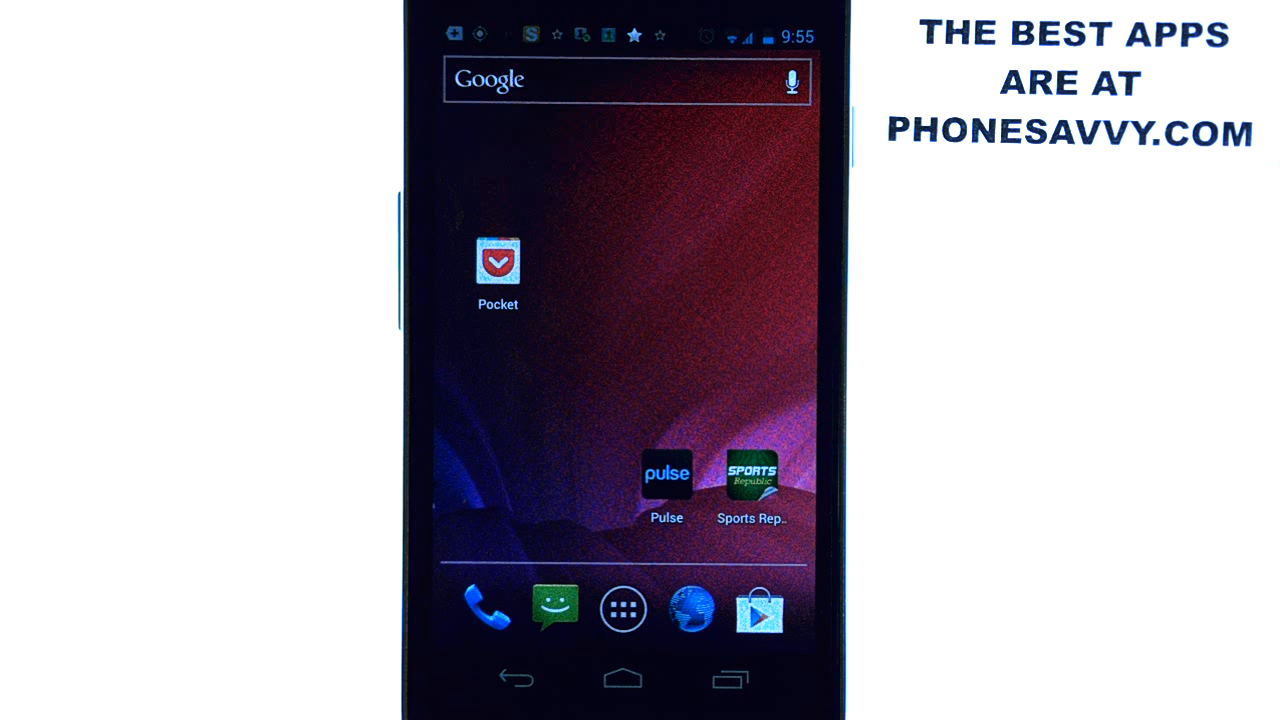 THE BEST APPS
ARE AT
PHONESAVVY.COM
9:55
Google
Pocket
pulse
SPORTS
Republic
Pulse
Sports Rep..